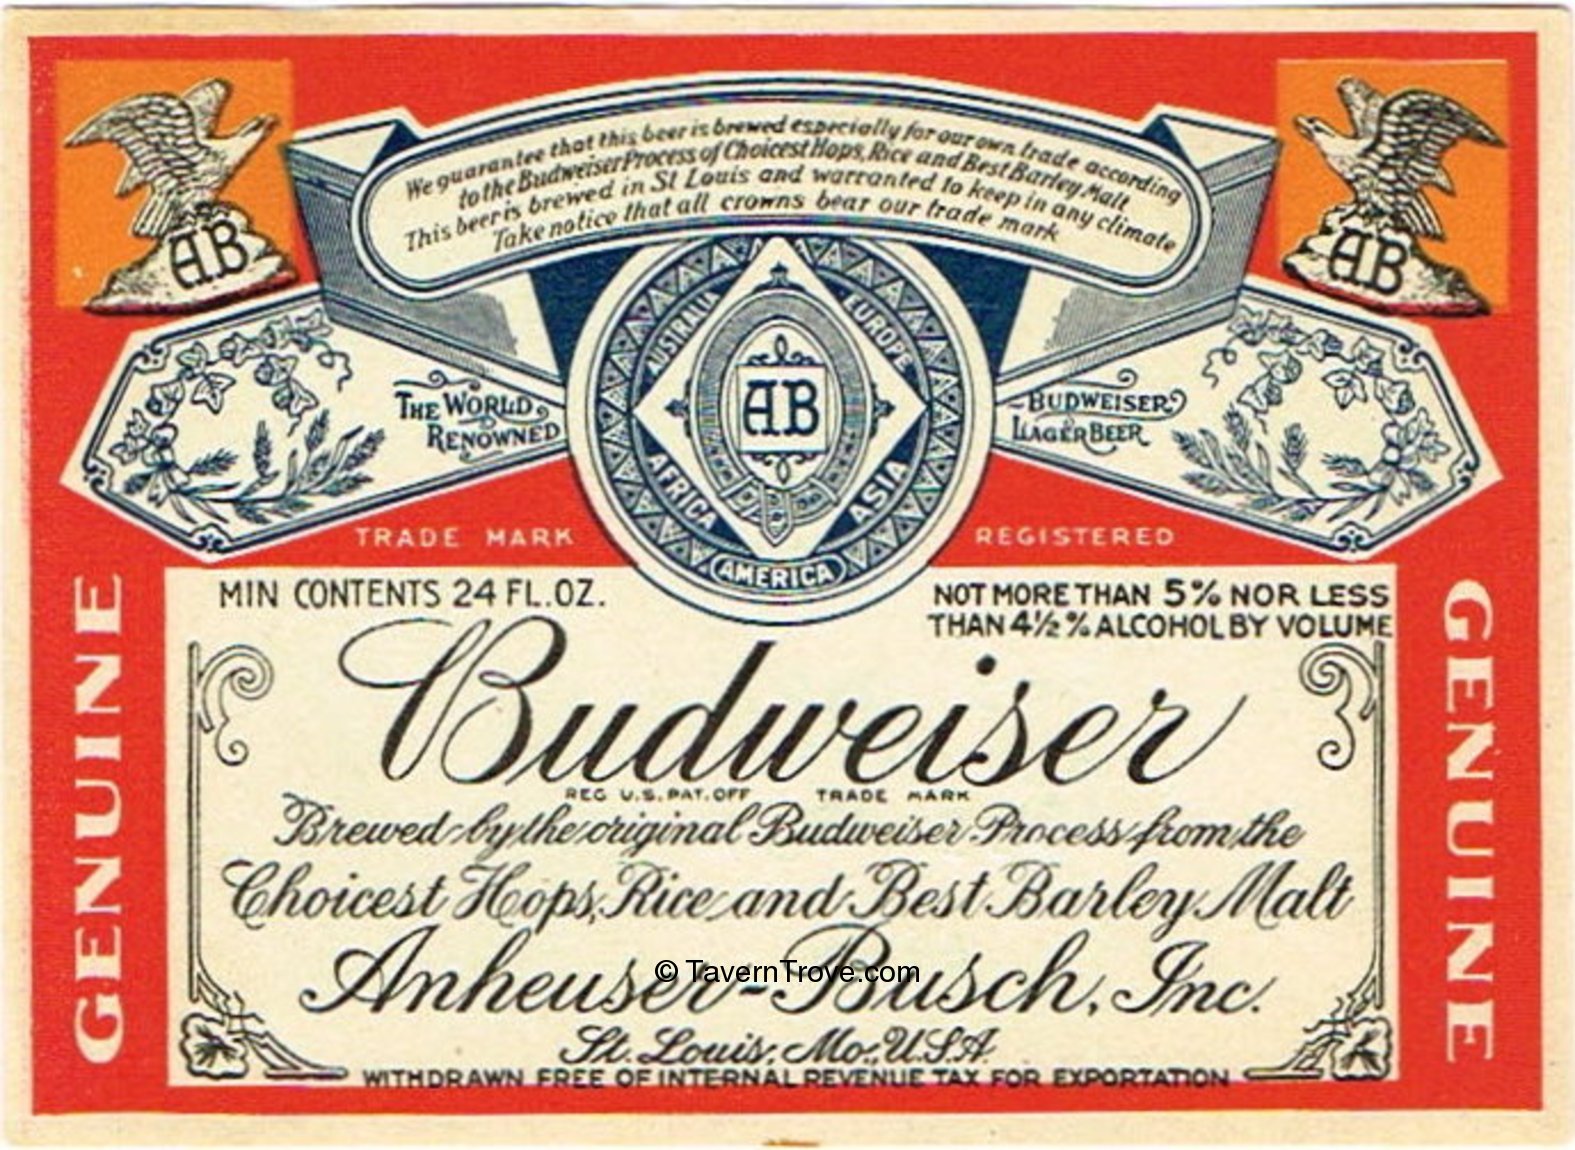 We guarantee that this beer is brewed especially for our own trade according
to the Budweiser Process of Choicest Hops, Rice and Best Barley Malt
This beer is brewed in St Louis and warranted to keep in any climate
Take notice that all crowns bear our trade mark
AB
AB
AUSTRALI
EUROPE
AB
AFRICA
ASIA
AMERICA
THE WORLD
RENOWNED
BUDWEISER
LAGER BEER
TRADE MARK
REGISTERED
GENUINE
GENUINE
MIN CONTENTS 24 FL.OZ.
NOT MORE THAN 5% NOR LESS
THAN 4½% ALCOHOL BY VOLUME
Budweiser
REG U.S. PAT. OFF TRADE MARK
Brewed by the original Budweiser Process from the
Choicest Hops, Rice and Best Barley Malt
Anheuser-Busch, Inc.
© TavernTrove.com
St. Louis, Mo., U.S.A.
WITHDRAWN FREE OF INTERNAL REVENUE TAX FOR EXPORTATION